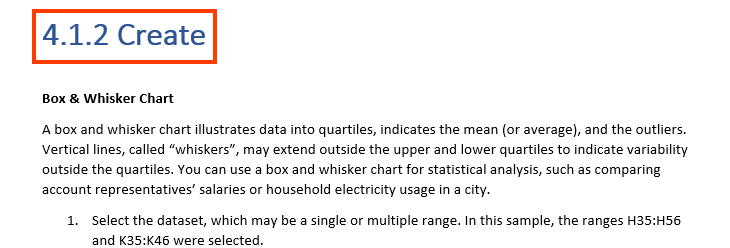 4.1.2 Create
Box & Whisker Chart
A box and whisker chart illustrates data into quartiles, indicates the mean (or average), and the outliers.
Vertical lines, called “whiskers”, may extend outside the upper and lower quartiles to indicate variability
outside the quartiles. You can use a box and whisker chart for statistical analysis, such as comparing
account representatives’ salaries or household electricity usage in a city.
1. Select the dataset, which may be a single or multiple range. In this sample, the ranges H35:H56
and K35:K46 were selected.